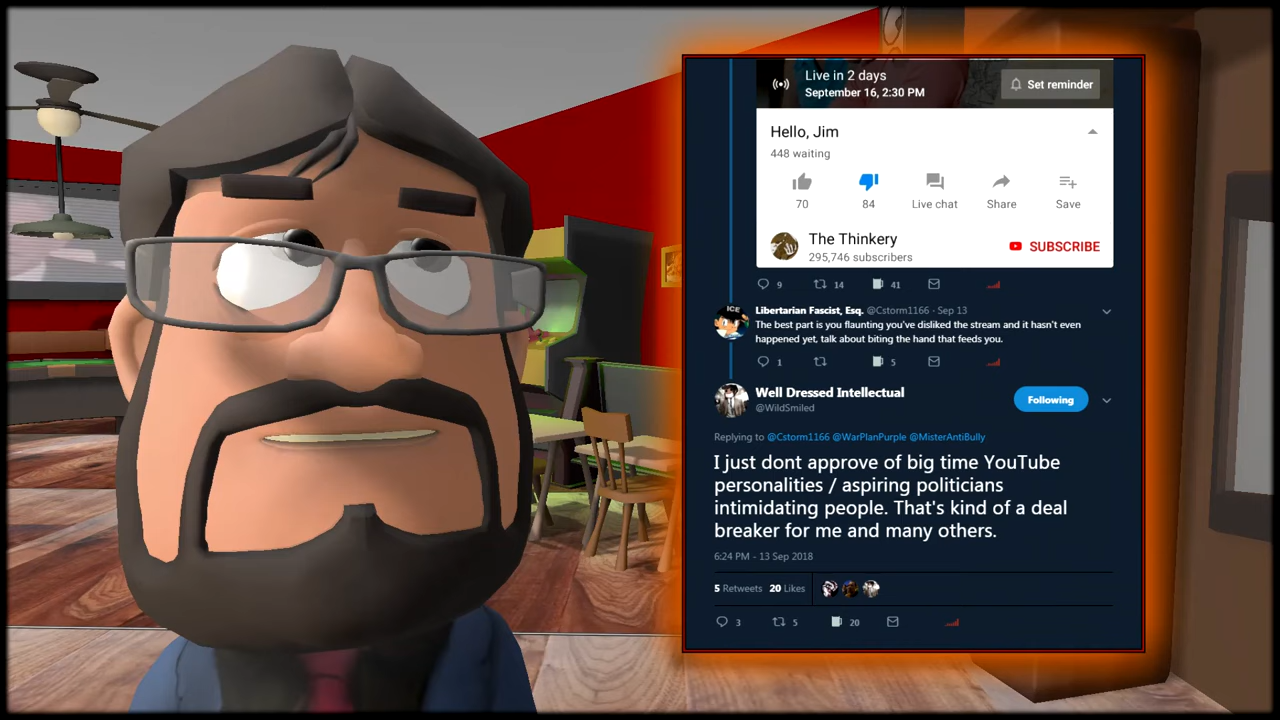 Live in 2 days
September 16, 2:30 PM
Set reminder
Hello, Jim
448 waiting
70
84
Live chat
Share
Save
The Thinkery
295,746 subscribers
SUBSCRIBE
9
14
41
ICE
Libertarian Fascist, Esq. @Cstorm1166 · Sep 13
The best part is you flaunting you've disliked the stream and it hasn't even
happened yet, talk about biting the hand that feeds you.
1
5
Well Dressed Intellectual
@WildSmiled
Following
Replying to @Cstorm1166 @WarPlanPurple @MisterAntiBully
I just dont approve of big time YouTube
personalities / aspiring politicians
intimidating people. That's kind of a deal
breaker for me and many others.
6:24 PM - 13 Sep 2018
5 Retweets 20 Likes
3
5
20